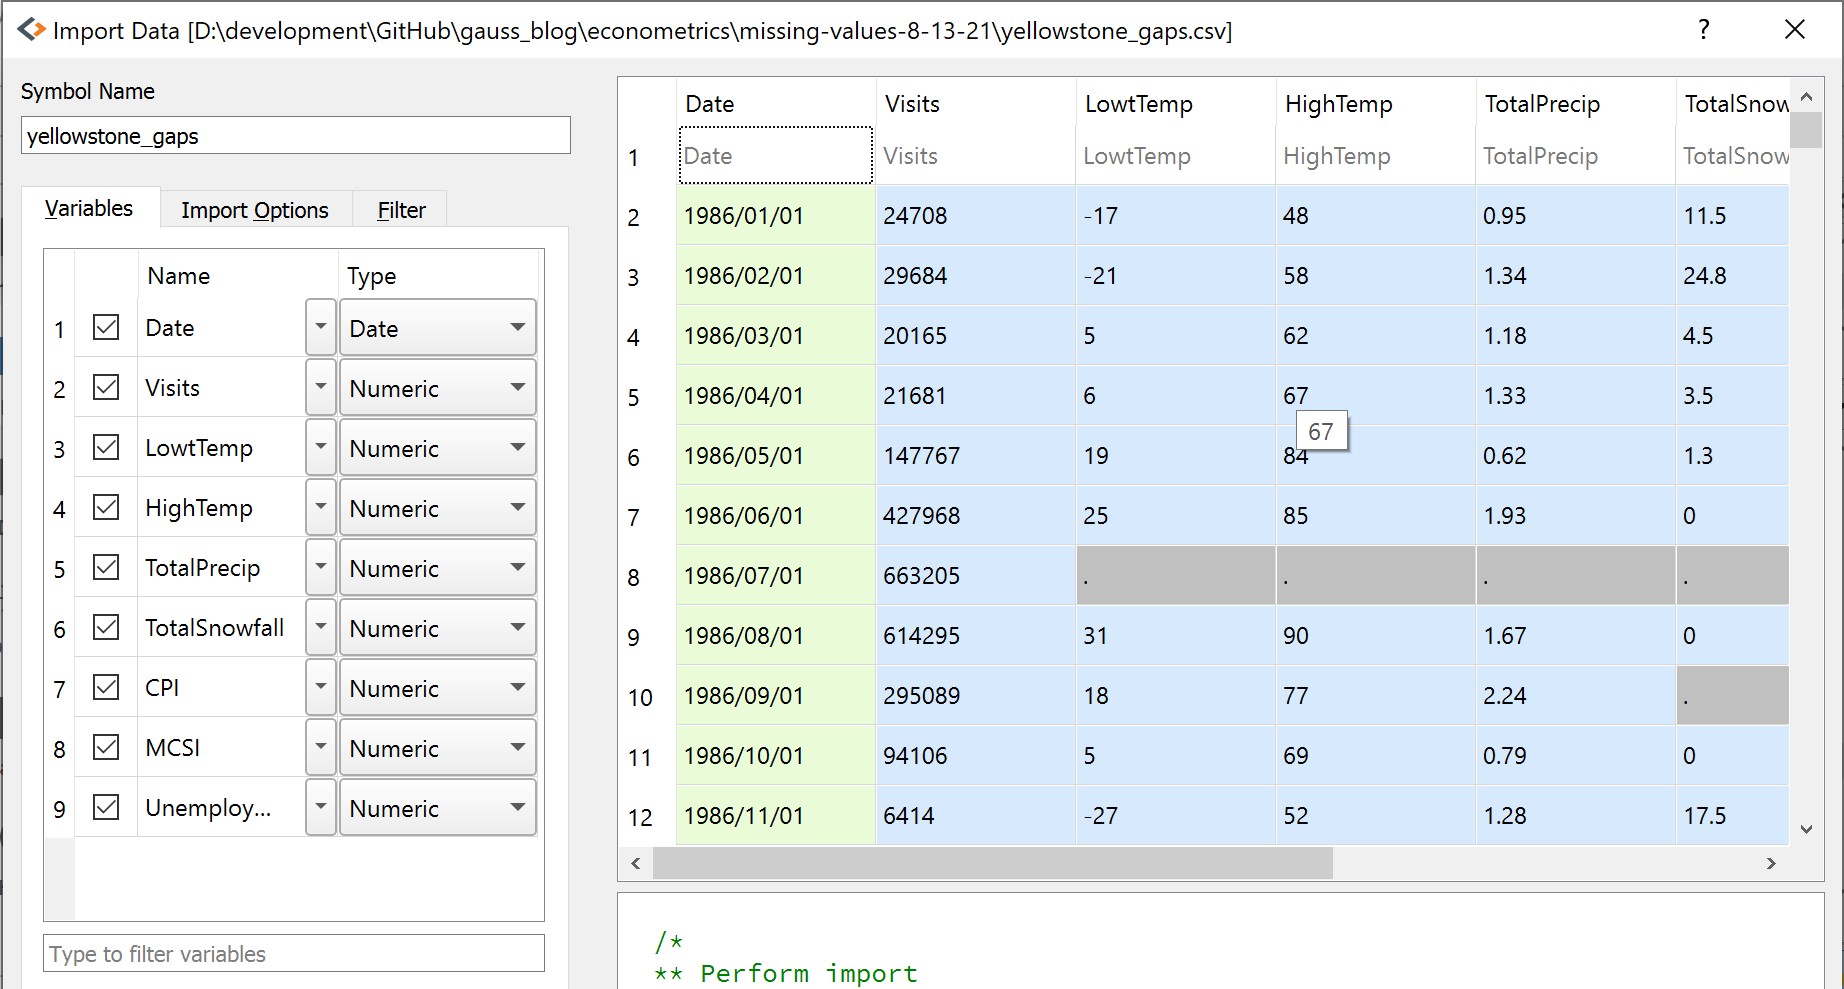 Import Data [D:\development\GitHub\gauss_blog\econometrics\missing-values-8-13-21\yellowstone_gaps.csv] ?
Symbol Name
yellowstone_gaps
Variables Import Options Filter
Name Type
1 Date Date
2 Visits Numeric
3 LowtTemp Numeric
4 HighTemp Numeric
5 TotalPrecip Numeric
6 TotalSnowfall Numeric
7 CPI Numeric
8 MCSI Numeric
9 Unemploy... Numeric
Type to filter variables
Date Visits LowtTemp HighTemp TotalPrecip TotalSnow
1 Date Visits LowtTemp HighTemp TotalPrecip TotalSnow
2 1986/01/01 24708 -17 48 0.95 11.5
3 1986/02/01 29684 -21 58 1.34 24.8
4 1986/03/01 20165 5 62 1.18 4.5
5 1986/04/01 21681 6 67 1.33 3.5
67
6 1986/05/01 147767 19 84 0.62 1.3
7 1986/06/01 427968 25 85 1.93 0
8 1986/07/01 663205 . . . .
9 1986/08/01 614295 31 90 1.67 0
10 1986/09/01 295089 18 77 2.24 .
11 1986/10/01 94106 5 69 0.79 0
12 1986/11/01 6414 -27 52 1.28 17.5
/*
** Perform import